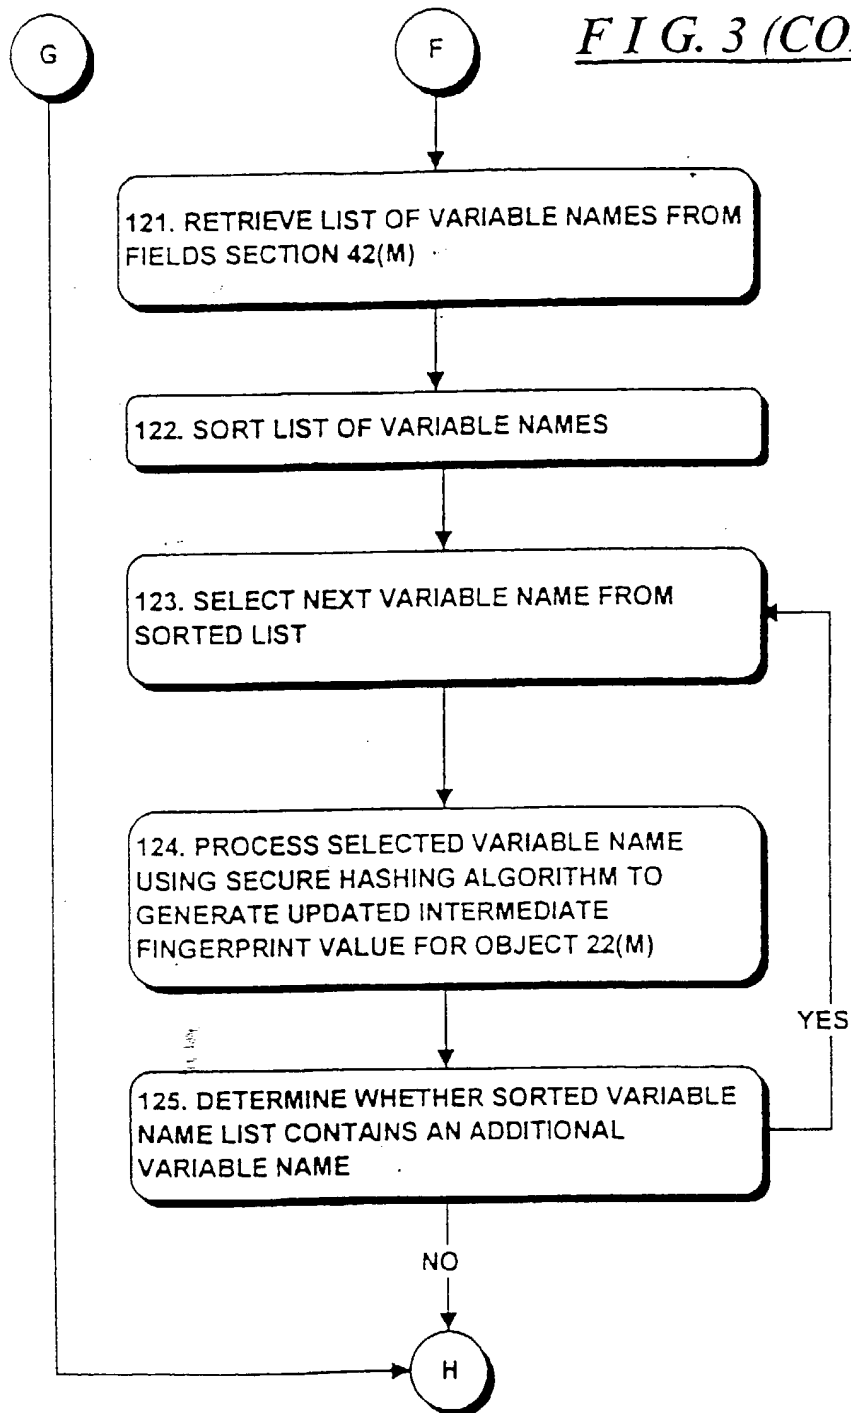 G
F
F I G. 3 (CO
121. RETRIEVE LIST OF VARIABLE NAMES FROM
FIELDS SECTION 42(M)
122. SORT LIST OF VARIABLE NAMES
123. SELECT NEXT VARIABLE NAME FROM
SORTED LIST
124. PROCESS SELECTED VARIABLE NAME
USING SECURE HASHING ALGORITHM TO
GENERATE UPDATED INTERMEDIATE
FINGERPRINT VALUE FOR OBJECT 22(M)
YES
125. DETERMINE WHETHER SORTED VARIABLE
NAME LIST CONTAINS AN ADDITIONAL
VARIABLE NAME
NO
H